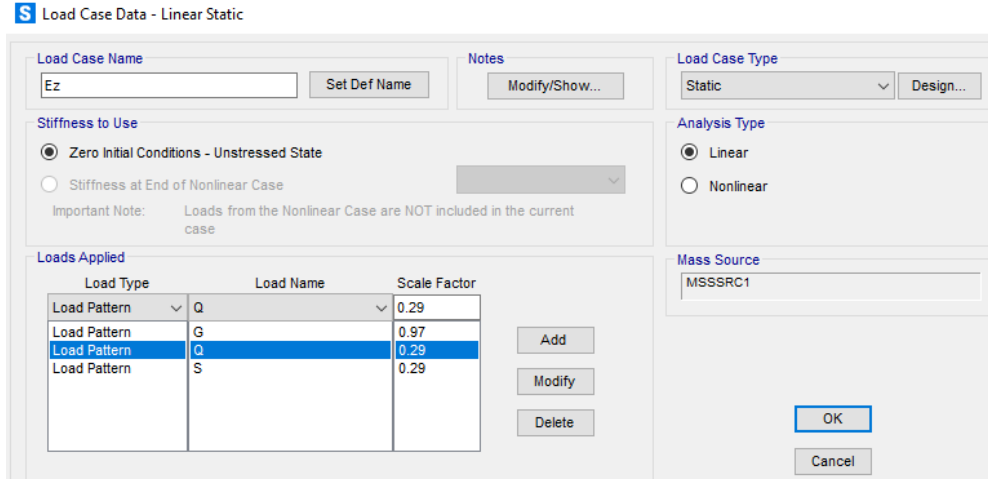 S Load Case Data - Linear Static
Load Case Name
Ez
Set Def Name
Notes
Modify/Show...
Load Case Type
Static
Design...
Stiffness to Use
Zero Initial Conditions - Unstressed State
Stiffness at End of Nonlinear Case
Important Note: Loads from the Nonlinear Case are NOT included in the current
case
Analysis Type
Linear
Nonlinear
Loads Applied
Load Type Load Name Scale Factor
Load Pattern Q 0.29
Load Pattern G 0.97
Load Pattern Q 0.29
Load Pattern S 0.29
Add
Modify
Delete
Mass Source
MSSSRC1
OK
Cancel